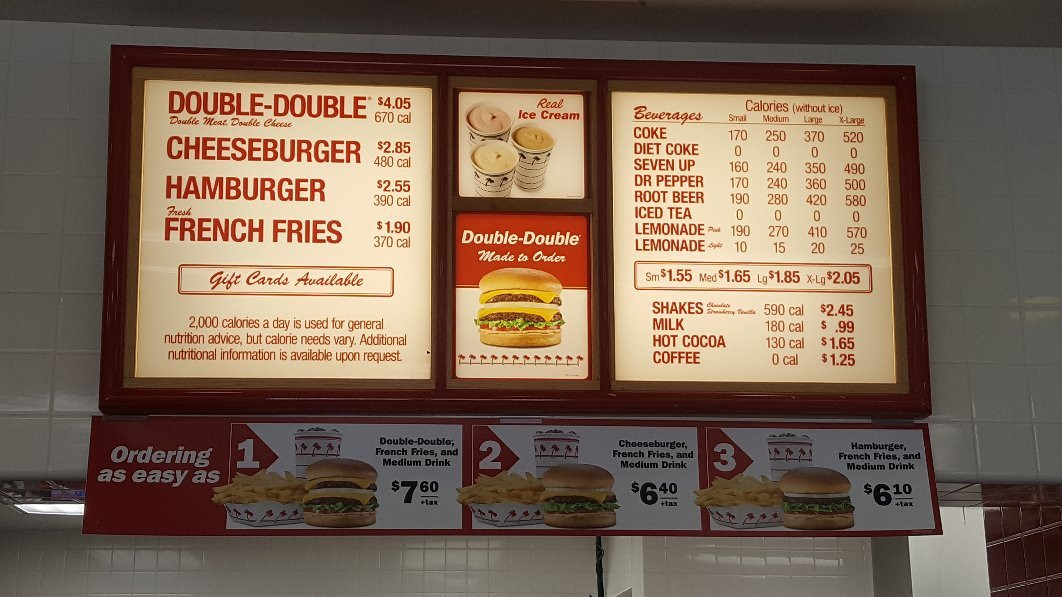 DOUBLE-DOUBLE® $4.05
Double Meat, Double Cheese 670 cal
CHEESEBURGER $2.85
480 cal
HAMBURGER $2.55
390 cal
Fresh
FRENCH FRIES $1.90
370 cal
Gift Cards Available
2,000 calories a day is used for general
nutrition advice, but calorie needs vary. Additional
nutritional information is available upon request.
Real
Ice Cream
Double-Double®
Made to Order
Beverages Calories (without ice)
Small Medium Large X-Large
COKE 170 250 370 520
DIET COKE 0 0 0 0
SEVEN UP 160 240 350 490
DR PEPPER 170 240 360 500
ROOT BEER 190 280 420 580
ICED TEA 0 0 0 0
LEMONADE Pink 190 270 410 570
LEMONADE Light 10 15 20 25
Sm $1.55 Med $1.65 Lg $1.85 X-Lg $2.05
SHAKES Chocolate Strawberry Vanilla 590 cal $2.45
MILK 180 cal $ .99
HOT COCOA 130 cal $1.65
COFFEE 0 cal $1.25
Ordering
as easy as
1
Double-Double,
French Fries, and
Medium Drink
$7.60
+tax
2
Cheeseburger,
French Fries, and
Medium Drink
$6.40
+tax
3
Hamburger,
French Fries, and
Medium Drink
$6.10
+tax